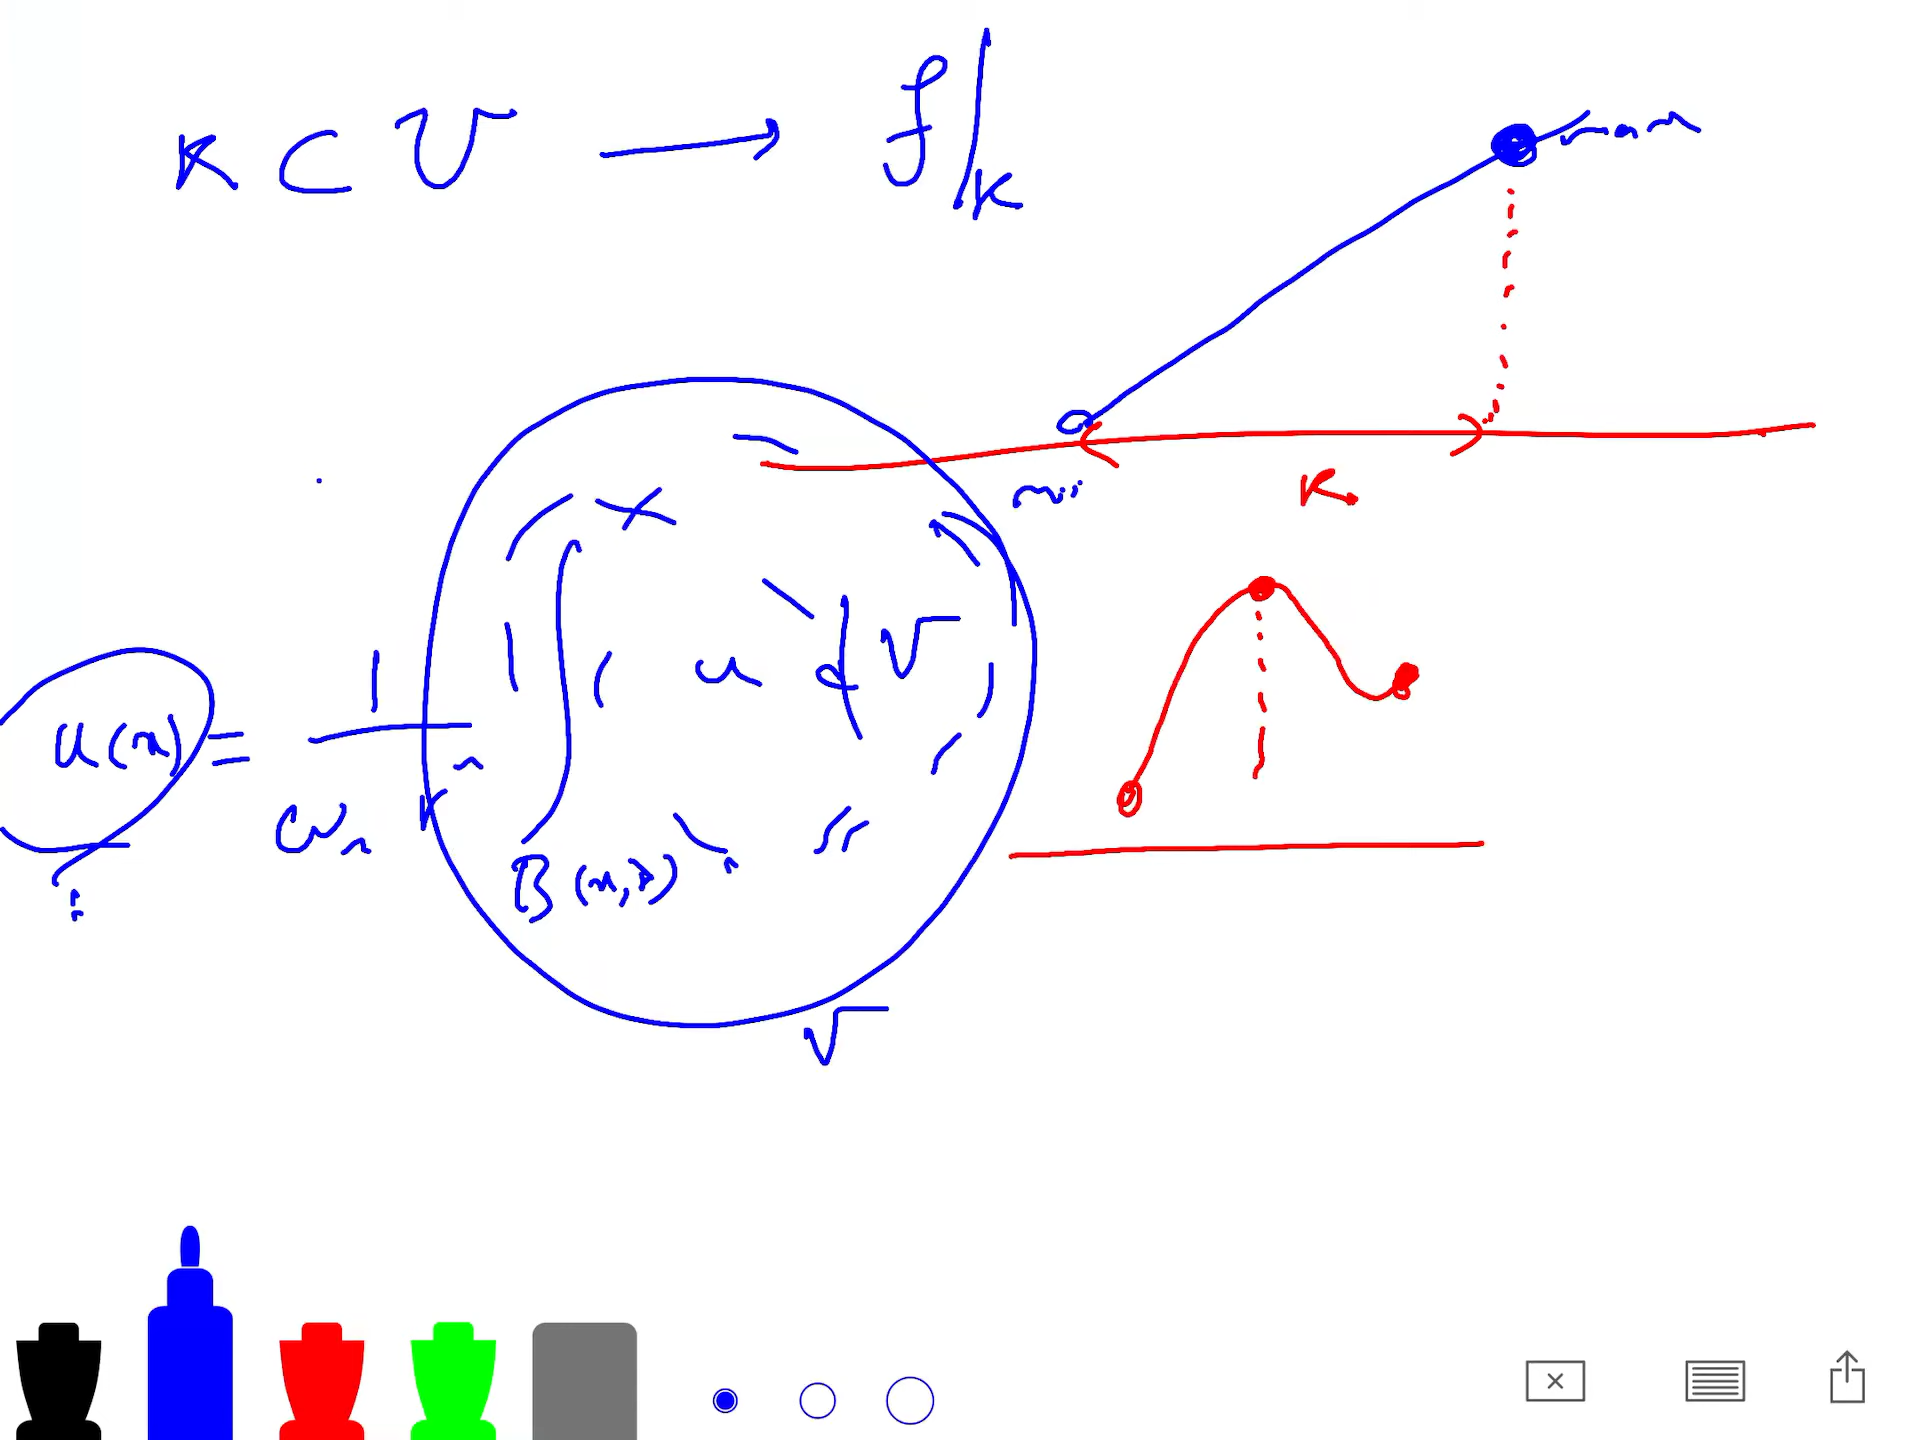 K ⊂ U → f|K
max
min
K
x
u(x) = 1/(ωₙ rⁿ) ∫B(x,r) u dV
V